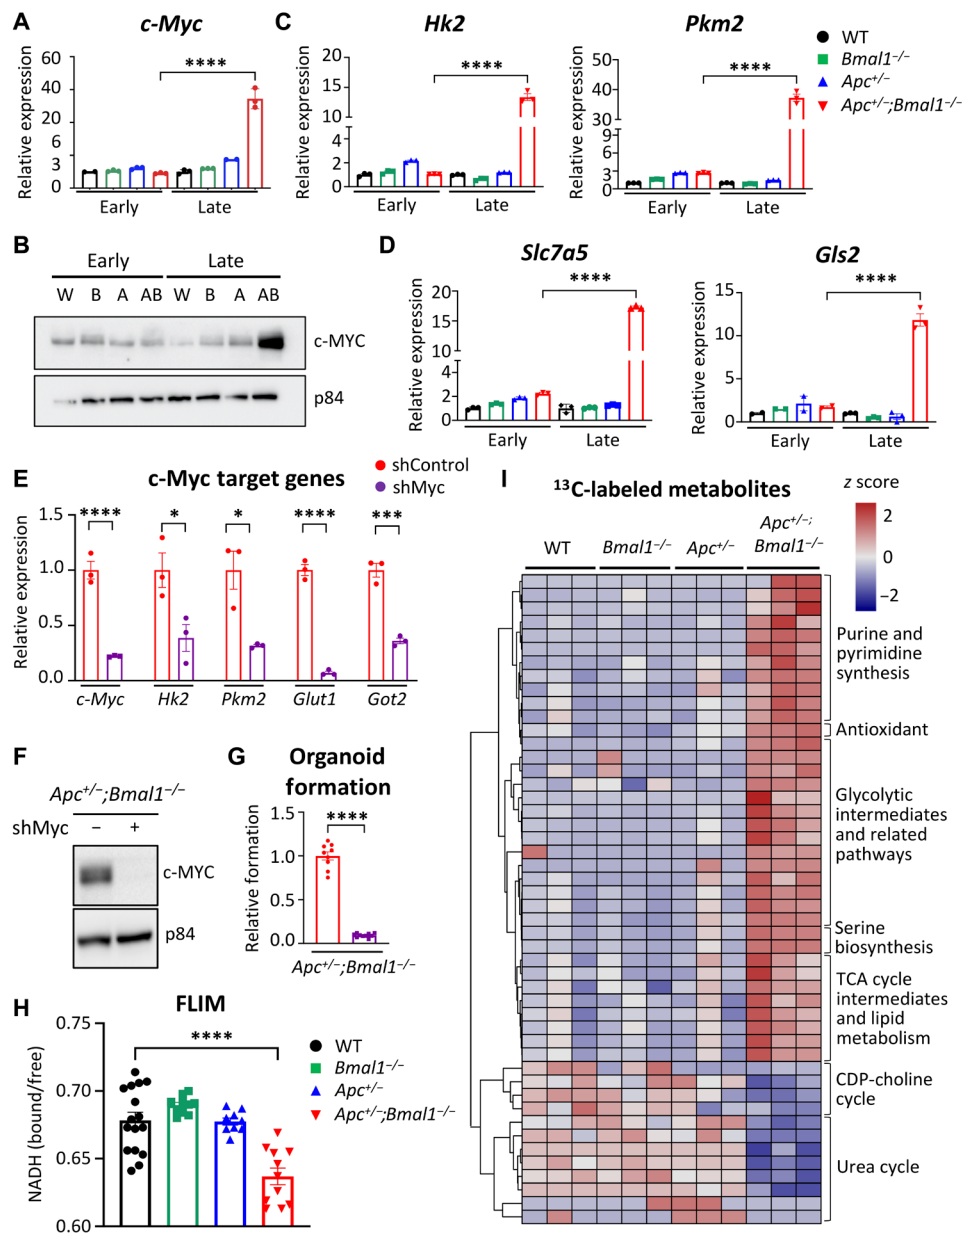 A
c-Myc
Relative expression
60
40
20
6
3
0
****
Early
Late
C
Hk2
Relative expression
20
15
10
4
2
0
****
Early
Late
Pkm2
Relative expression
50
30
10
9
6
3
0
****
Early
Late
WT
Bmal1−/−
Apc+/−
Apc+/−;Bmal1−/−
B
Early
Late
W B A AB W B A AB
c-MYC
p84
D
Slc7a5
Relative expression
20
15
10
4
2
0
****
Early
Late
Gls2
Relative expression
15
10
5
0
****
Early
Late
E
c-Myc target genes
shControl
shMyc
Relative expression
1.5
1.0
0.5
0.0
**** * * **** ***
c-Myc Hk2 Pkm2 Glut1 Got2
F
Apc+/−;Bmal1−/−
shMyc − +
c-MYC
p84
G
Organoid
formation
Relative formation
1.5
1.0
0.5
0.0
****
Apc+/−;Bmal1−/−
H
FLIM
NADH (bound/free)
0.75
0.70
0.65
0.60
****
WT
Bmal1−/−
Apc+/−
Apc+/−;Bmal1−/−
I
13C-labeled metabolites
z score
2
0
−2
WT
Bmal1−/−
Apc+/−
Apc+/−;
Bmal1−/−
Purine and
pyrimidine
synthesis
Antioxidant
Glycolytic
intermediates
and related
pathways
Serine
biosynthesis
TCA cycle
intermediates
and lipid
metabolism
CDP-choline
cycle
Urea cycle